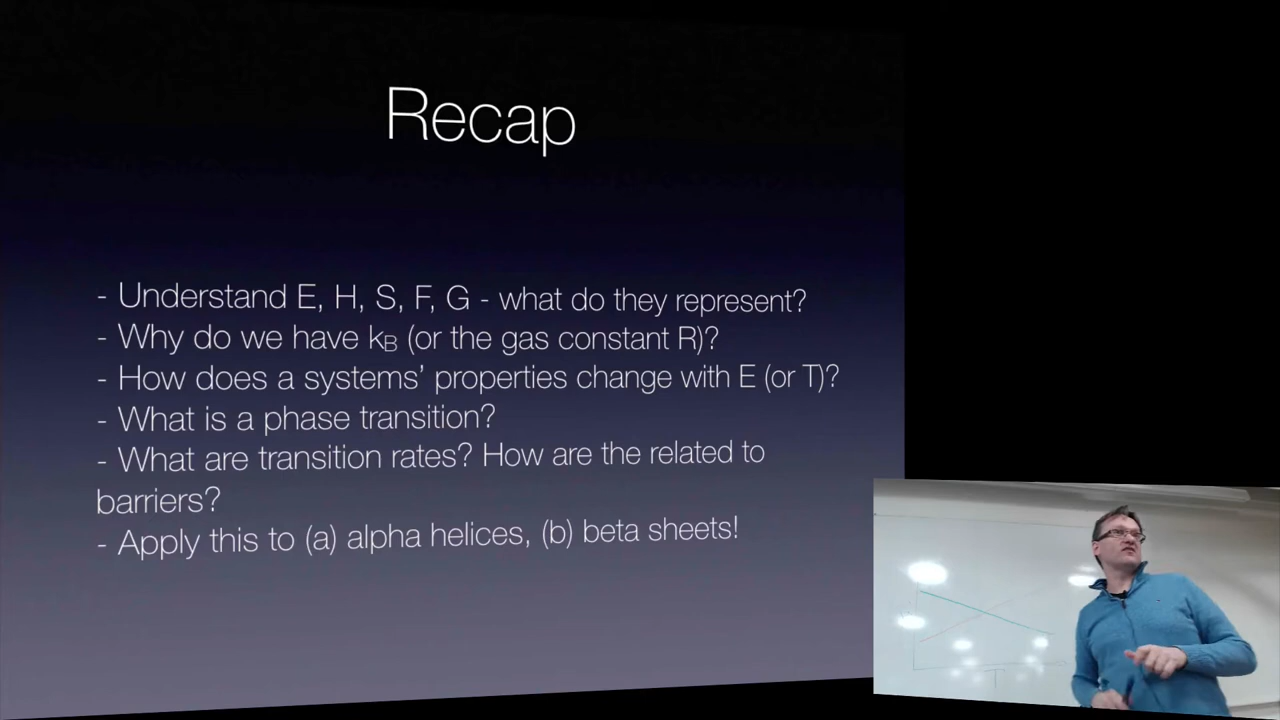 Recap
- Understand E, H, S, F, G - what do they represent?
- Why do we have kB (or the gas constant R)?
- How does a systems’ properties change with E (or T)?
- What is a phase transition?
- What are transition rates? How are the related to
barriers?
- Apply this to (a) alpha helices, (b) beta sheets!
T